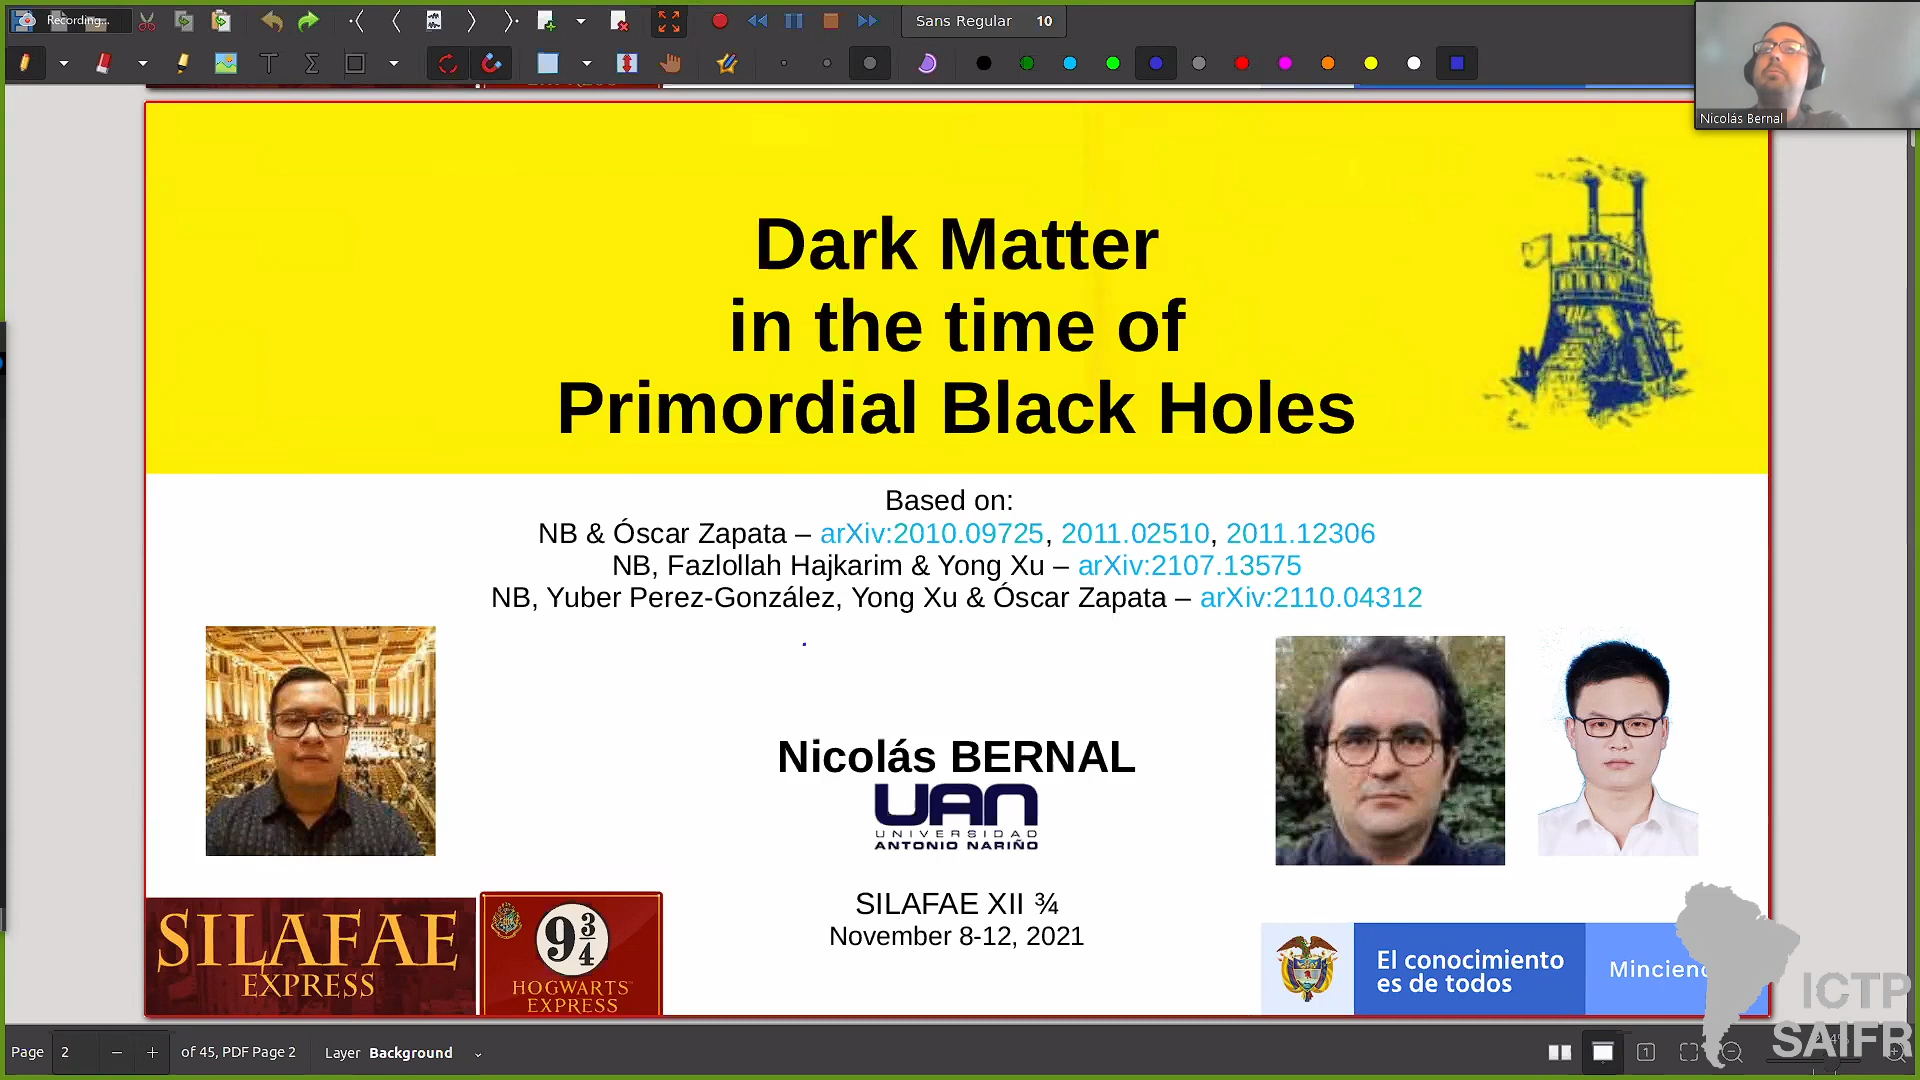 Recording...
Sans Regular 10
Nicolás Bernal
Dark Matter
in the time of
Primordial Black Holes
Based on:
NB & Óscar Zapata – arXiv:2010.09725, 2011.02510, 2011.12306
NB, Fazlollah Hajkarim & Yong Xu – arXiv:2107.13575
NB, Yuber Perez-González, Yong Xu & Óscar Zapata – arXiv:2110.04312
Nicolás BERNAL
UAN
UNIVERSIDAD
ANTONIO NARIÑO
SILAFAE XII ¾
November 8-12, 2021
SILAFAE
EXPRESS
9 3/4
HOGWARTS
EXPRESS
El conocimiento
es de todos
Mincienc
ICTP
SAIFR
Page 2 of 45, PDF Page 2 Layer Background